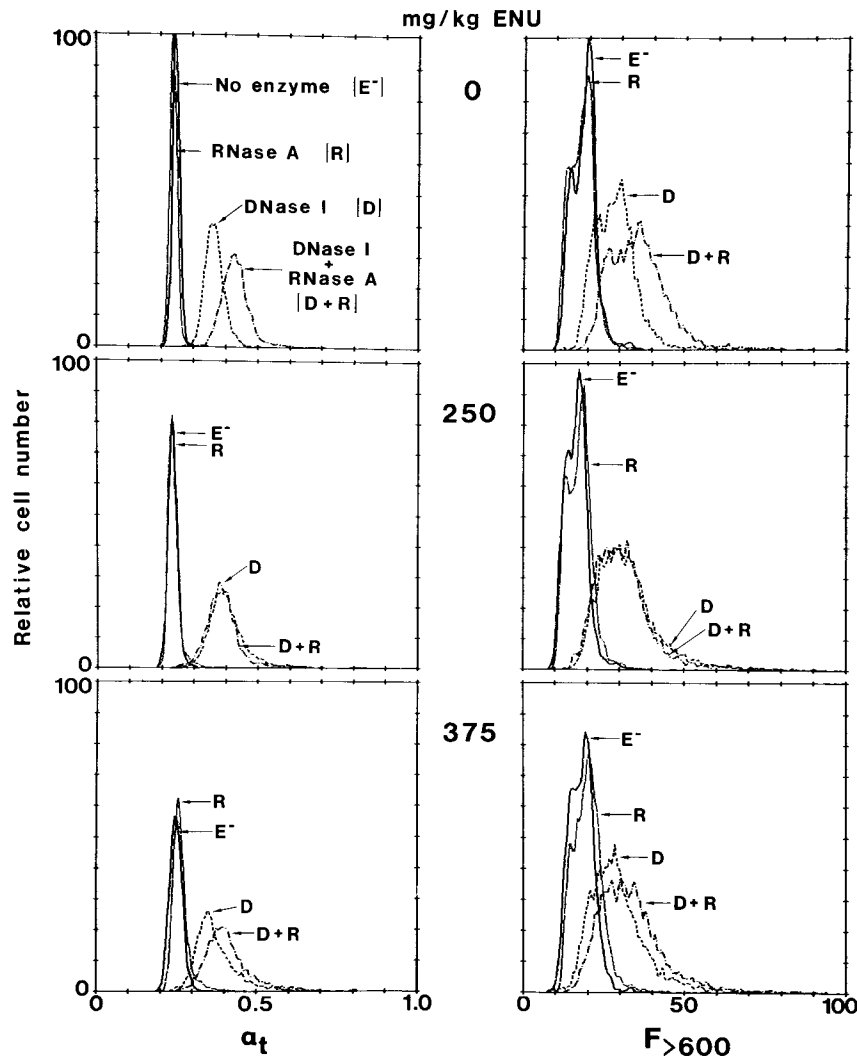 mg/kg ENU
100
No enzyme |E⁻|
RNase A |R|
DNase I |D|
DNase I
+
RNase A
|D+R|
0
0
E⁻
R
D
D+R
100
E⁻
R
D
D+R
0
250
E⁻
R
D
D+R
Relative cell number
100
R
E⁻
D
D+R
0
375
E⁻
R
D
D+R
0
0.5
1.0
50
100
αt
F>600